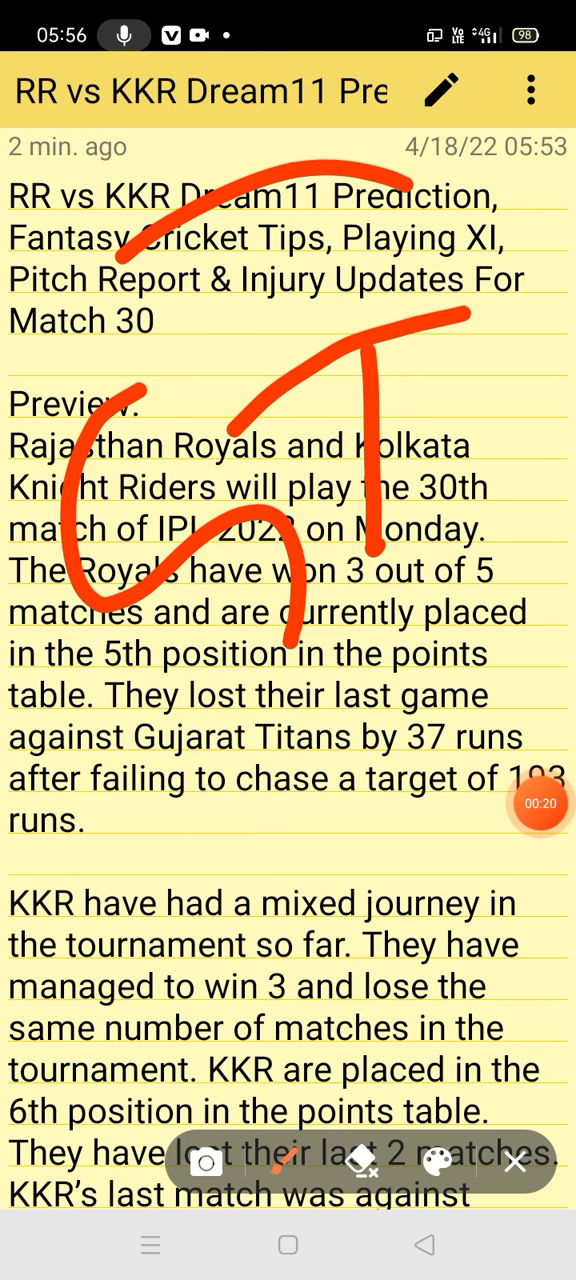 05:56
Vo LTE 4G 98
RR vs KKR Dream11 Pre
2 min. ago 4/18/22 05:53
RR vs KKR Dream11 Prediction,
Fantasy Cricket Tips, Playing XI,
Pitch Report & Injury Updates For
Match 30
Preview:
Rajasthan Royals and Kolkata
Knight Riders will play the 30th
match of IPL 2022 on Monday.
The Royals have won 3 out of 5
matches and are currently placed
in the 5th position in the points
table. They lost their last game
against Gujarat Titans by 37 runs
after failing to chase a target of 193
runs.
00:20
KKR have had a mixed journey in
the tournament so far. They have
managed to win 3 and lose the
same number of matches in the
tournament. KKR are placed in the
6th position in the points table.
They have lost their last 2 matches.
KKR’s last match was against
GT